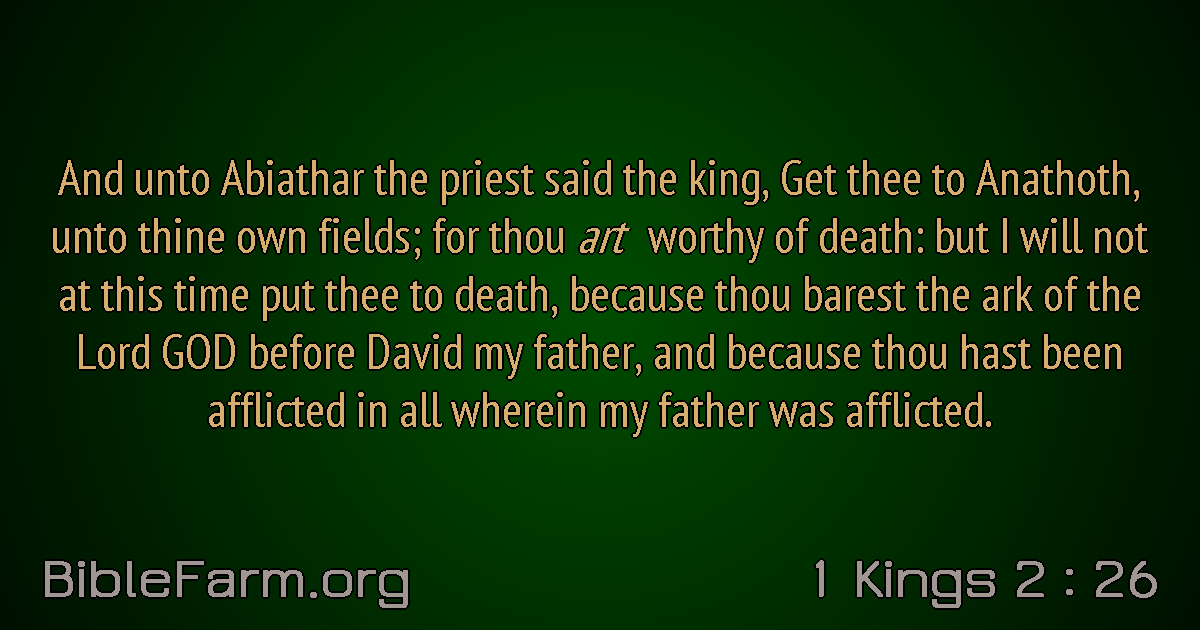 And unto Abiathar the priest said the king, Get thee to Anathoth,
unto thine own fields; for thou art worthy of death: but I will not
at this time put thee to death, because thou barest the ark of the
Lord GOD before David my father, and because thou hast been
afflicted in all wherein my father was afflicted.
BibleFarm.org
1 Kings 2 : 26